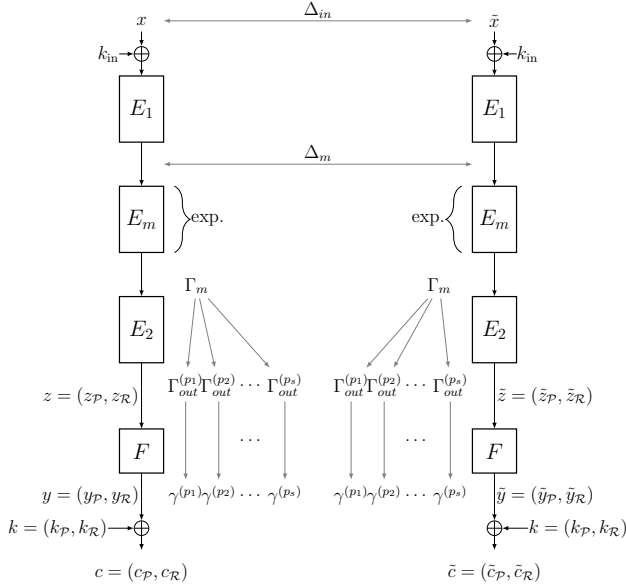 Δ_in
x x̃
k_in k_in
E_1 E_1
Δ_m
E_m exp. exp. E_m
Γ_m Γ_m
E_2 E_2
Γ_out^(p_1) Γ_out^(p_2) ⋯ Γ_out^(p_s) Γ_out^(p_1) Γ_out^(p_2) ⋯ Γ_out^(p_s)
z = (z_𝒫, z_ℛ) z̃ = (z̃_𝒫, z̃_ℛ)
F ⋯ ⋯ F
y = (y_𝒫, y_ℛ) γ^(p_1) γ^(p_2) ⋯ γ^(p_s) γ^(p_1) γ^(p_2) ⋯ γ^(p_s) ỹ = (ỹ_𝒫, ỹ_ℛ)
k = (k_𝒫, k_ℛ) k = (k_𝒫, k_ℛ)
c = (c_𝒫, c_ℛ) c̃ = (c̃_𝒫, c̃_ℛ)